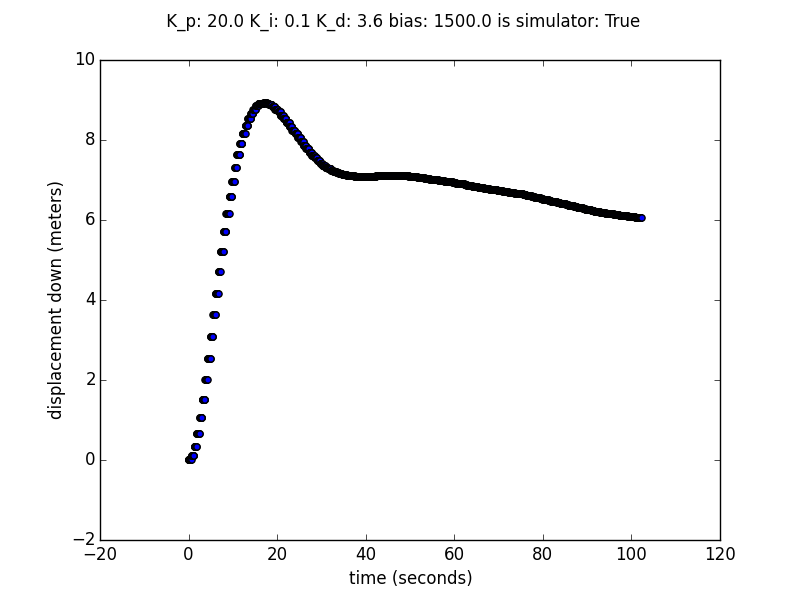 K_p: 20.0 K_i: 0.1 K_d: 3.6 bias: 1500.0 is simulator: True
10
8
6
4
2
0
−2
displacement down (meters)
−20 0 20 40 60 80 100 120
time (seconds)